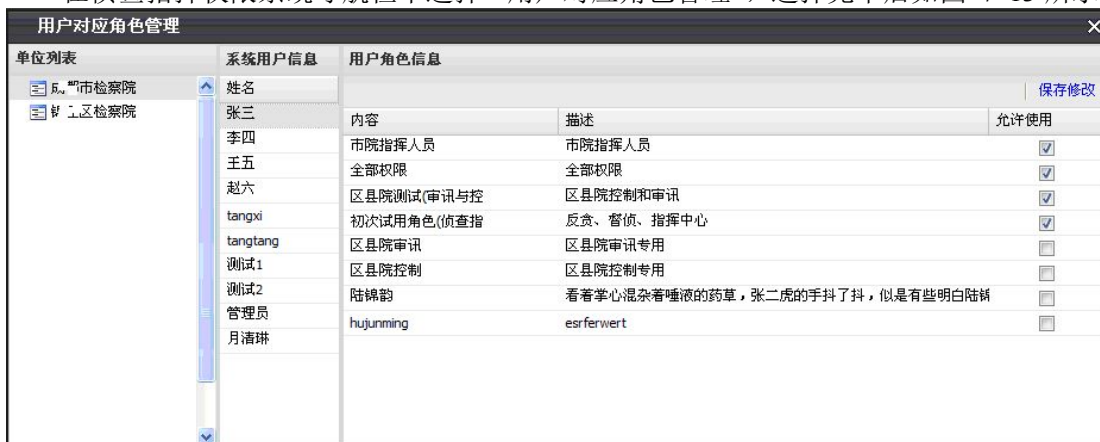 用户对应角色管理
单位列表
系统用户信息
用户角色信息
市检察院
区检察院
姓名
张三
李四
王五
赵六
tangxi
tangtang
测试1
测试2
管理员
月清琳
保存修改
内容 描述 允许使用
市院指挥人员 市院指挥人员
全部权限 全部权限
区县院测试(审讯与控 区县院控制和审讯
初次试用角色(侦查指 反贪、督侦、指挥中心
区县院审讯 区县院审讯专用
区县院控制 区县院控制专用
陆锦韵 看着掌心混杂着唾液的药草，张二虎的手抖了抖，似是有些明白陆锦
hujunming esrferwert